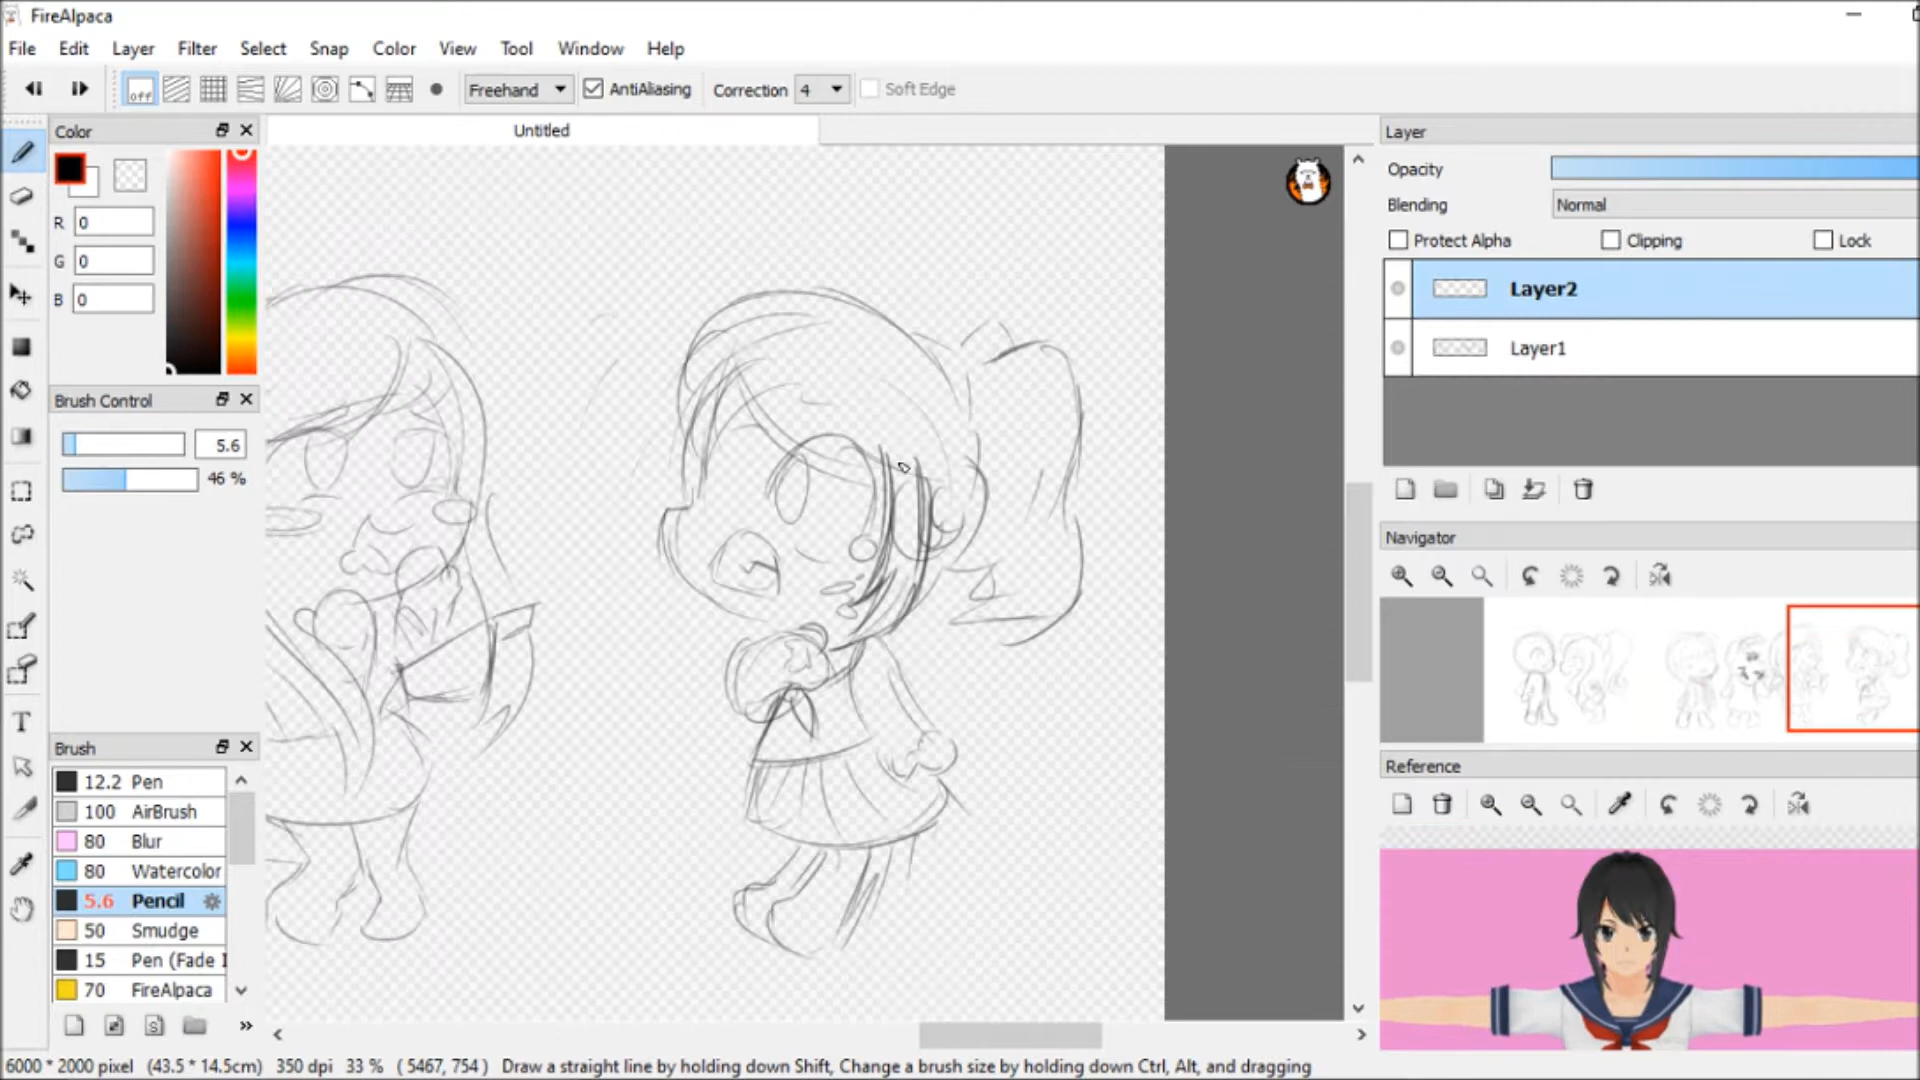 FireAlpaca
File Edit Layer Filter Select Snap Color View Tool Window Help
off Freehand AntiAliasing Correction 4 Soft Edge
Color
R 0
G 0
B 0
Brush Control
5.6
46 %
Brush
12.2 Pen
100 AirBrush
80 Blur
80 Watercolor
5.6 Pencil
50 Smudge
15 Pen (Fade I
70 FireAlpaca
Untitled
Layer
Opacity
Blending Normal
Protect Alpha Clipping Lock
Layer2
Layer1
Navigator
Reference
6000 * 2000 pixel (43.5 * 14.5cm) 350 dpi 33 % ( 5467, 754 ) Draw a straight line by holding down Shift, Change a brush size by holding down Ctrl, Alt, and dragging